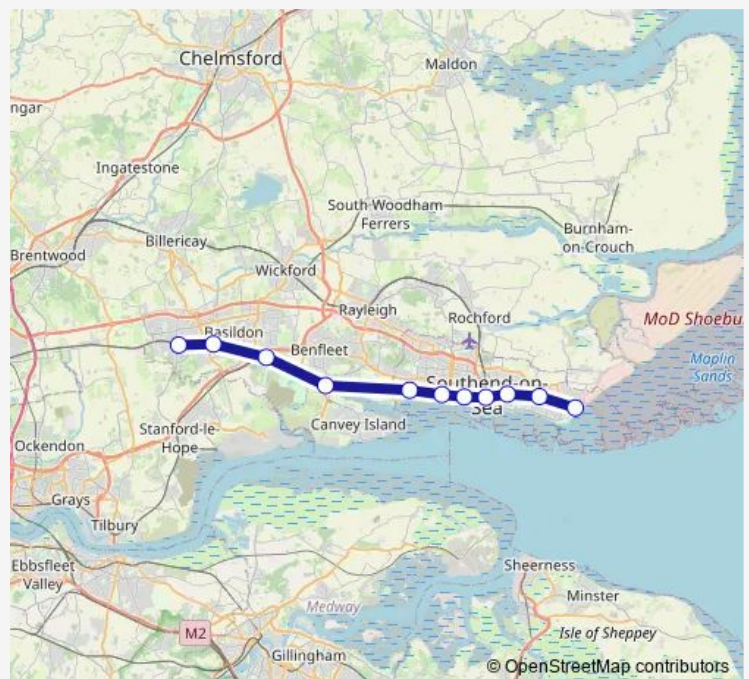 Chelmsford
Maldon
ngar
Ingatestone
South Woodham
Ferrers
Burnham-
on-Crouch
Brentwood
Billericay
Wickford
Rayleigh
Rochford
MoD Shoebu
Basildon
Benfleet
Maplin
Sands
Southend-on-
Sea
Canvey Island
Stanford-le-
Hope
Ockendon
Grays
Tilbury
Ebbsfleet
Valley
Sheerness
Minster
Medway
M2
Isle of Sheppey
Gillingham
© OpenStreetMap contributors